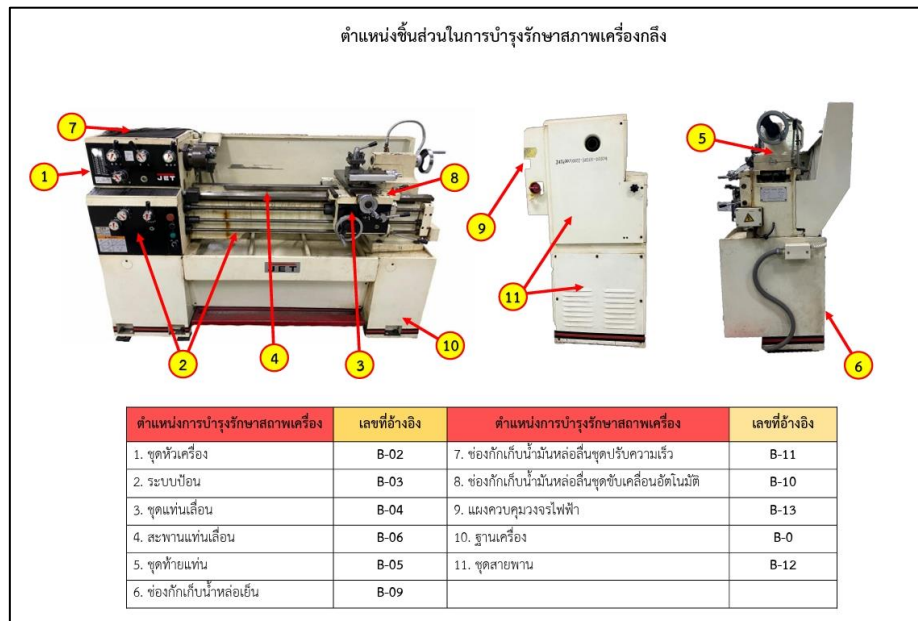 ตำแหน่งชิ้นส่วนในการบำรุงรักษาสภาพเครื่องกลึง
7
1
JET
JET
JET
8
9
5
11
2
4
3
10
6
ตำแหน่งการบำรุงรักษาสถาพเครื่อง เลขที่อ้างอิง ตำแหน่งการบำรุงรักษาสถาพเครื่อง เลขที่อ้างอิง
1. ชุดหัวเครื่อง B-02 7. ช่องกักเก็บน้ำมันหล่อลื่นชุดปรับความเร็ว B-11
2. ระบบป้อน B-03 8. ช่องกักเก็บน้ำมันหล่อลื่นชุดขับเคลื่อนอัตโนมัติ B-10
3. ชุดแท่นเลื่อน B-04 9. แผงควบคุมวงจรไฟฟ้า B-13
4. สะพานแท่นเลื่อน B-06 10. ฐานเครื่อง B-0
5. ชุดท้ายแท่น B-05 11. ชุดสายพาน B-12
6. ช่องกักเก็บน้ำหล่อเย็น B-09